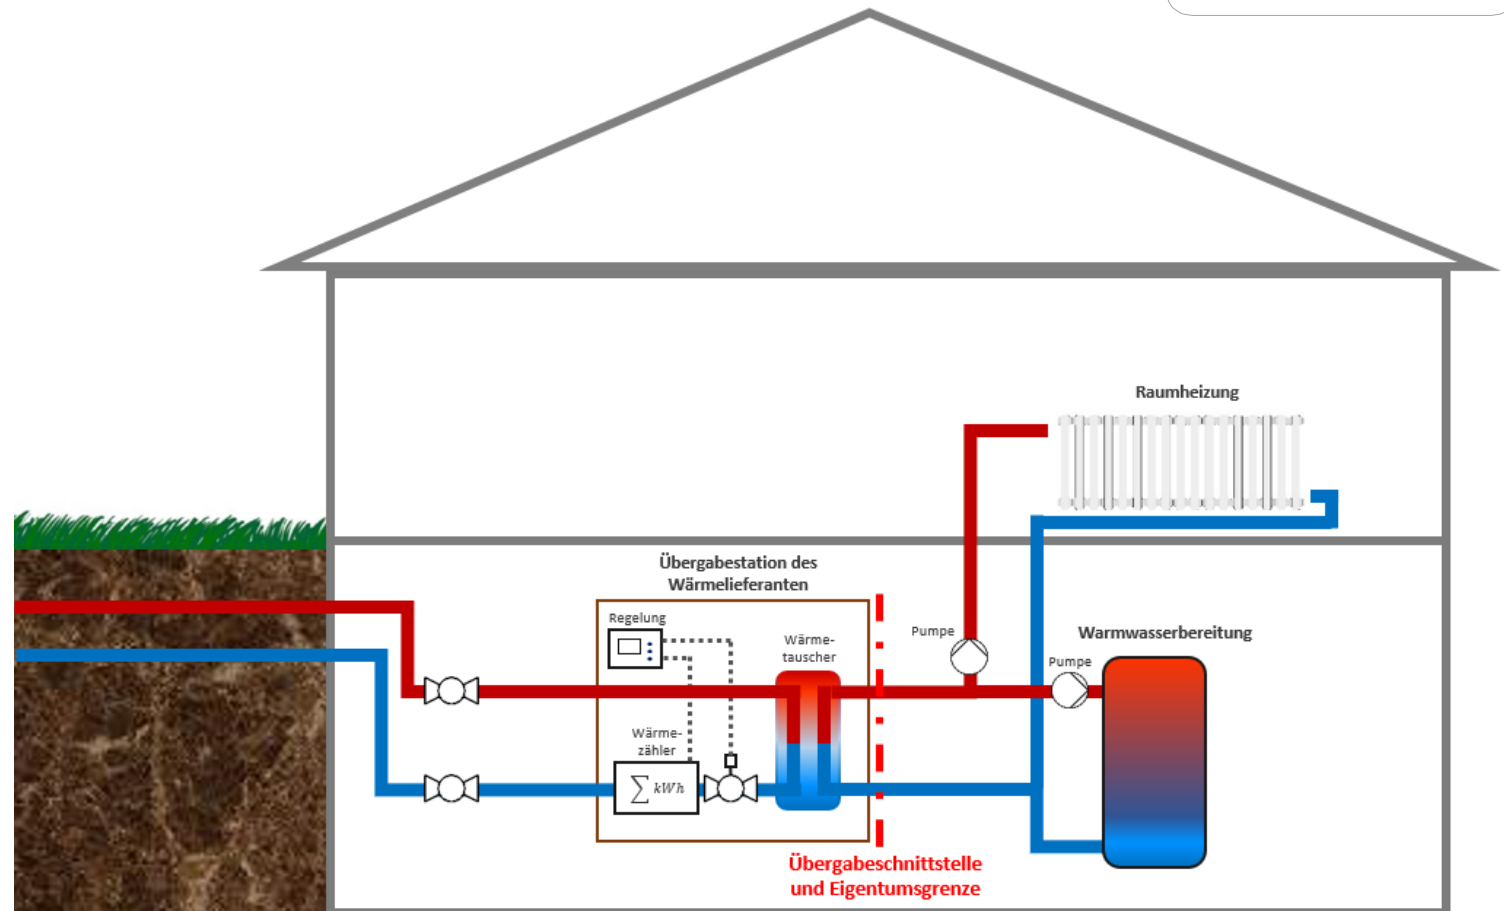 Raumheizung
Übergabestation des
Wärmelieferanten
Regelung
Wärme-
tauscher
Pumpe
Warmwasserbereitung
Pumpe
Wärme-
zähler
∑ kWh
Übergabeschnittstelle
und Eigentumsgrenze